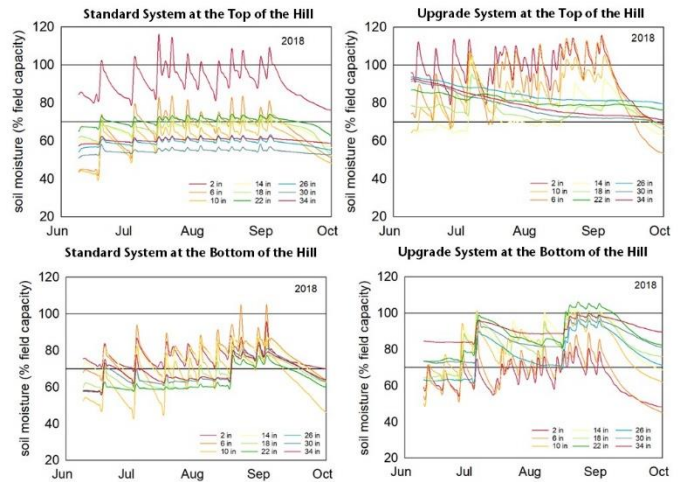 Standard System at the Top of the Hill
soil moisture (% field capacity)
140
120
100
80
60
40
20
2018
2 in 14 in 26 in
6 in 18 in 30 in
10 in 22 in 34 in
Jun Jul Aug Sep Oct
Upgrade System at the Top of the Hill
soil moisture (% field capacity)
120
100
80
60
40
20
2018
2 in 14 in 26 in
10 in 18 in 30 in
6 in 22 in 34 in
Jun Jul Aug Sep Oct
Standard System at the Bottom of the Hill
soil moisture (% field capacity)
120
100
80
60
40
20
2018
2 in 14 in 26 in
6 in 18 in 30 in
10 in 22 in 34 in
Jun Jul Aug Sep Oct
Upgrade System at the Bottom of the Hill
soil moisture (% field capacity)
120
100
80
60
40
20
2018
2 in 14 in 26 in
6 in 18 in 30 in
10 in 22 in 34 in
Jun Jul Aug Sep Oct